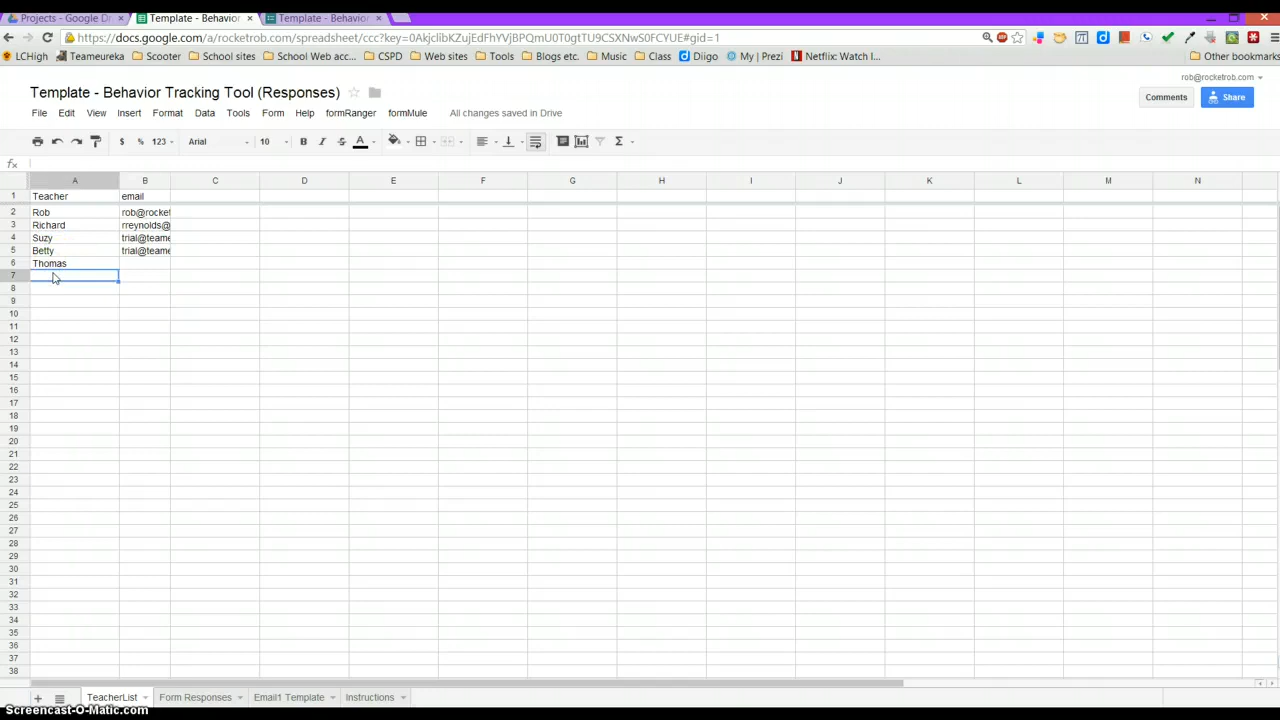 Projects - Google Dr
Template - Behavior
Template - Behavior
https://docs.google.com/a/rocketrob.com/spreadsheet/ccc?key=0AkjclibKZujEdFhYVjBPQmU0T0gtTU9CSXNwS0FCYUE#gid=1
LCHigh Teameureka Scooter School sites School Web acc... CSPD Web sites Tools Blogs etc. Music Class Diigo My | Prezi Netflix: Watch I... Other bookmarks
rob@rocketrob.com
Template - Behavior Tracking Tool (Responses)
Comments Share
File Edit View Insert Format Data Tools Form Help formRanger formMule All changes saved in Drive
$ % 123 Arial 10 B I S A Σ
fx
A B C D E F G H I J K L M N
1 Teacher email
2 Rob rob@rocket
3 Richard rreynolds@
4 Suzy trial@teame
5 Betty trial@teame
6 Thomas
7
8
9
10
11
12
13
14
15
16
17
18
19
20
21
22
23
24
25
26
27
28
29
30
31
32
33
34
35
36
37
38
TeacherList Form Responses Email1 Template Instructions
Screencast-O-Matic.com